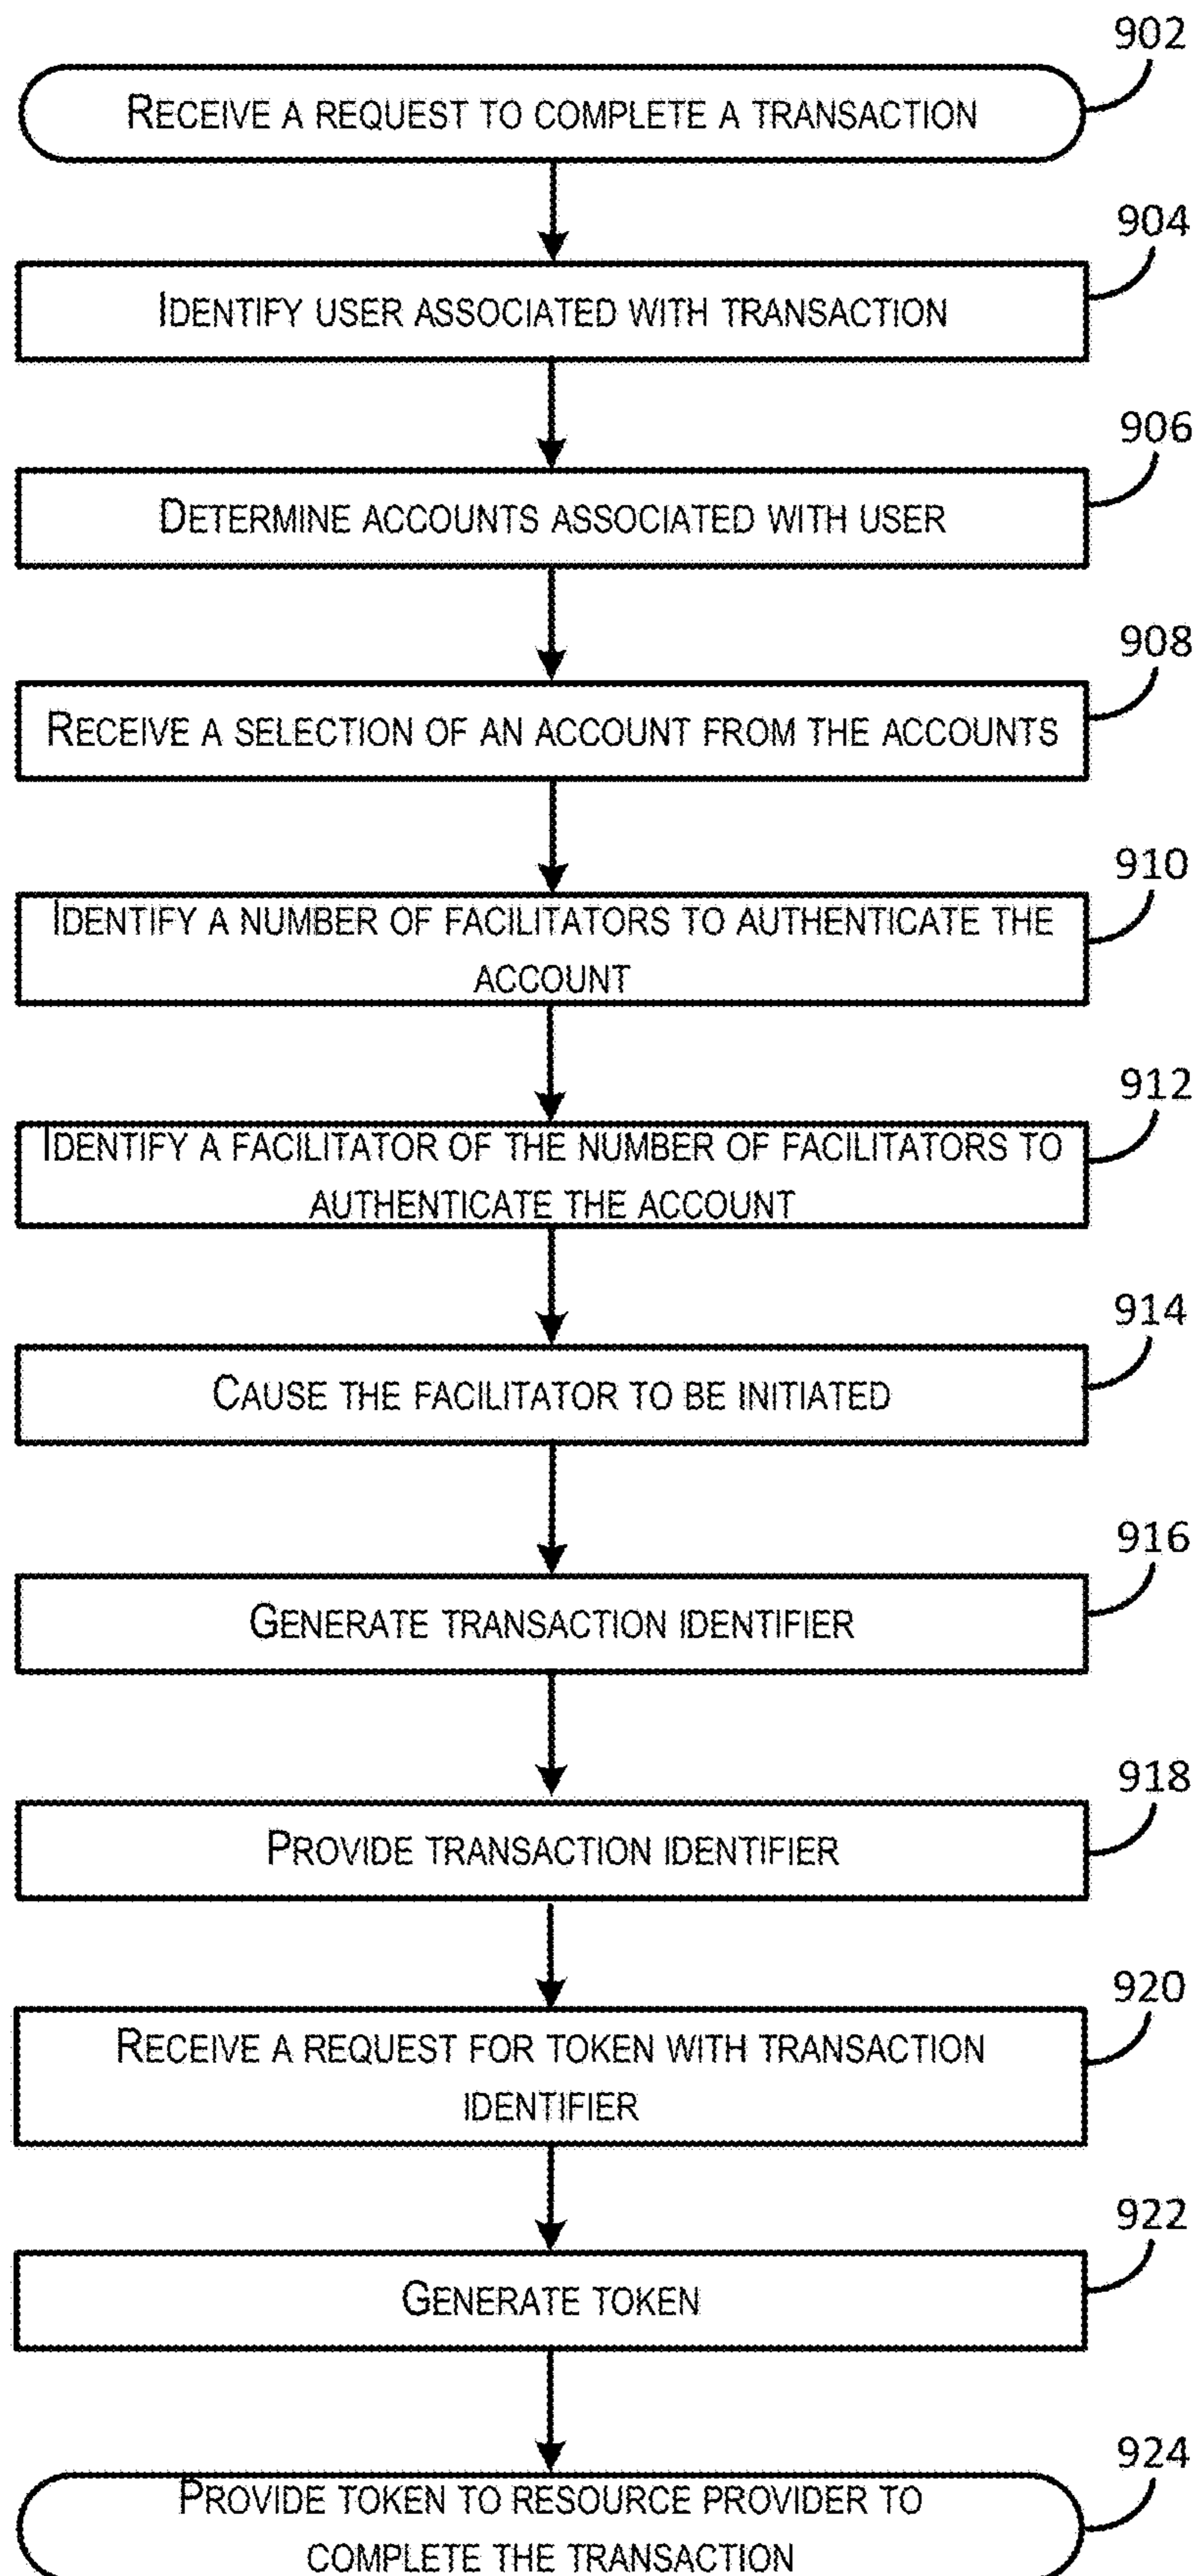 902
RECEIVE A REQUEST TO COMPLETE A TRANSACTION
904
IDENTIFY USER ASSOCIATED WITH TRANSACTION
906
DETERMINE ACCOUNTS ASSOCIATED WITH USER
908
RECEIVE A SELECTION OF AN ACCOUNT FROM THE ACCOUNTS
910
IDENTIFY A NUMBER OF FACILITATORS TO AUTHENTICATE THE
ACCOUNT
912
IDENTIFY A FACILITATOR OF THE NUMBER OF FACILITATORS TO
AUTHENTICATE THE ACCOUNT
914
CAUSE THE FACILITATOR TO BE INITIATED
916
GENERATE TRANSACTION IDENTIFIER
918
PROVIDE TRANSACTION IDENTIFIER
920
RECEIVE A REQUEST FOR TOKEN WITH TRANSACTION
IDENTIFIER
922
GENERATE TOKEN
924
PROVIDE TOKEN TO RESOURCE PROVIDER TO
COMPLETE THE TRANSACTION